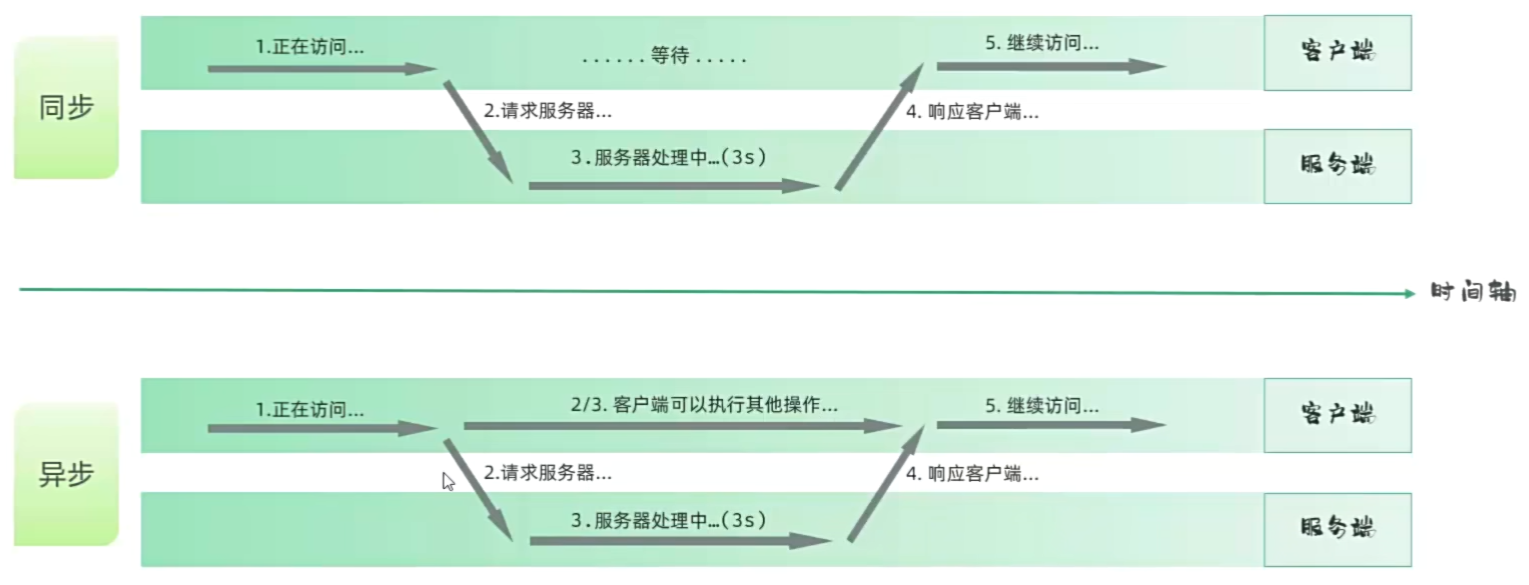 同步
1.正在访问...
......等待.....
5. 继续访问...
客户端
2.请求服务器...
4. 响应客户端...
3.服务器处理中…(3s)
服务端
时间轴
异步
1.正在访问...
2/3. 客户端可以执行其他操作...
5. 继续访问...
客户端
2.请求服务器...
4. 响应客户端...
3.服务器处理中…(3s)
服务端